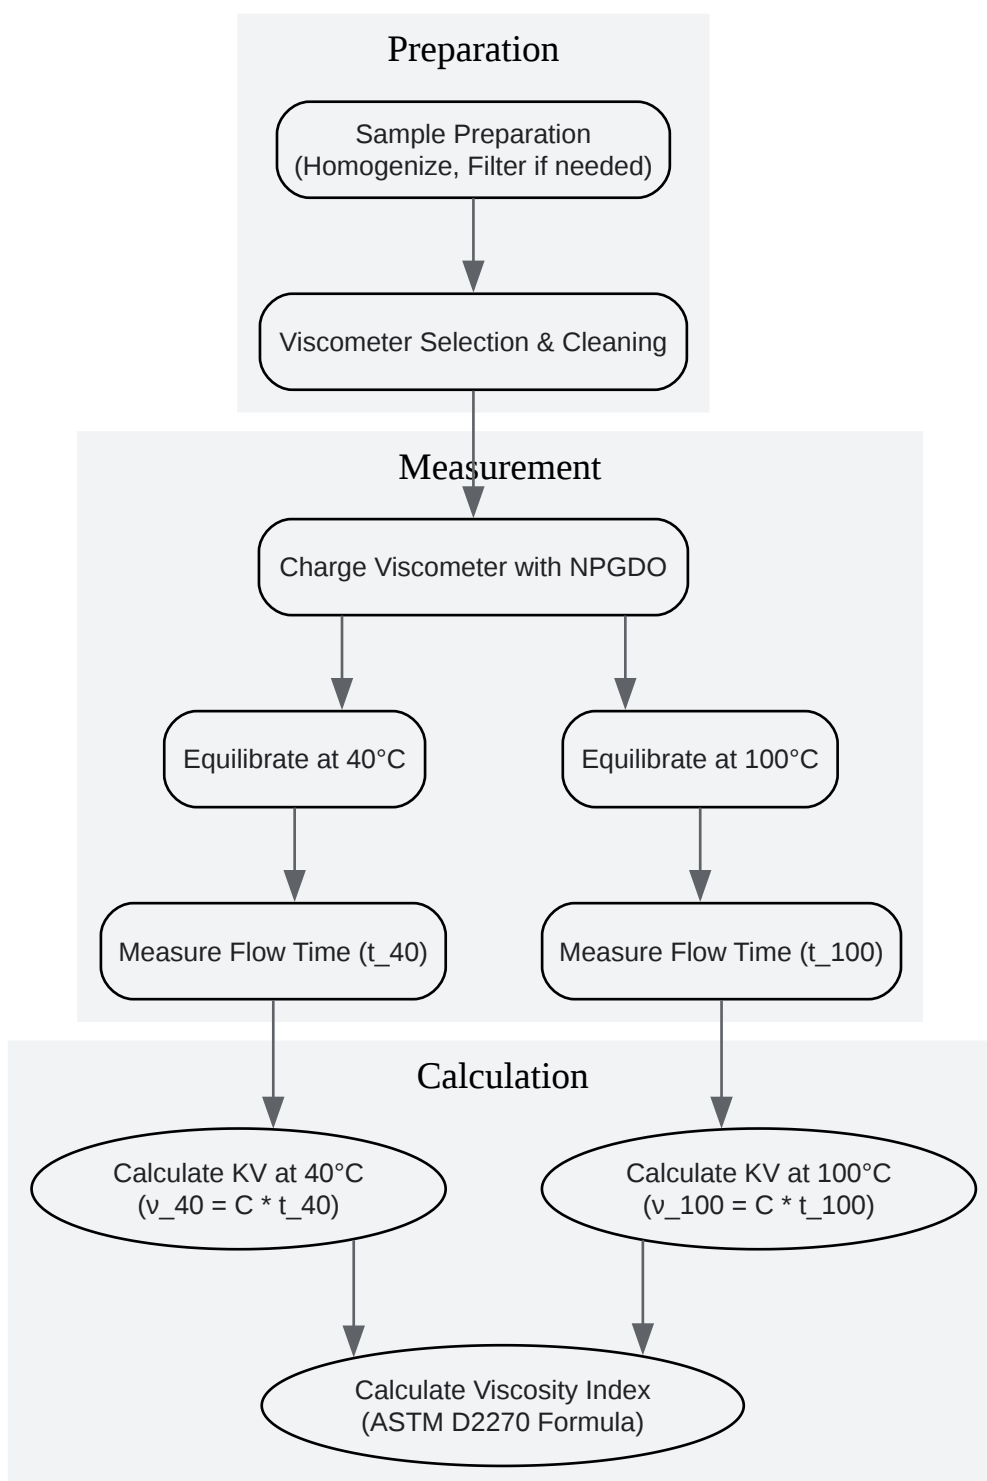 Preparation
Sample Preparation
(Homogenize, Filter if needed)
Viscometer Selection & Cleaning
Measurement
Charge Viscometer with NPGDO
Equilibrate at 40°C
Equilibrate at 100°C
Measure Flow Time (t_40)
Measure Flow Time (t_100)
Calculation
Calculate KV at 40°C
(ν_40 = C * t_40)
Calculate KV at 100°C
(ν_100 = C * t_100)
Calculate Viscosity Index
(ASTM D2270 Formula)